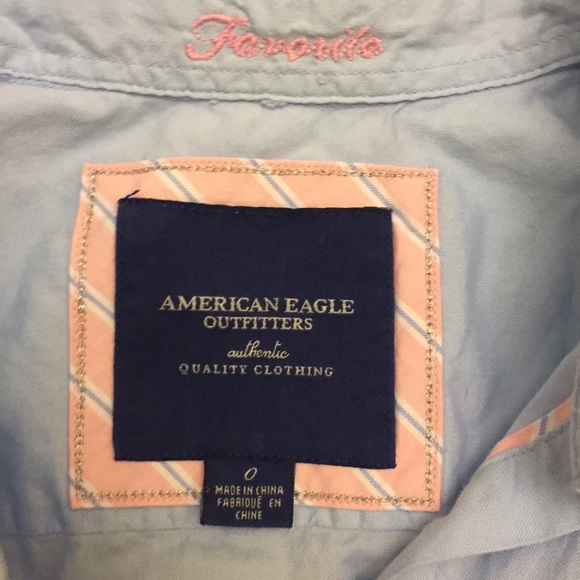 Favorite
AMERICAN EAGLE
OUTFITTERS
authentic
QUALITY CLOTHING
0
MADE IN CHINA
FABRIQUÉ EN
CHINE